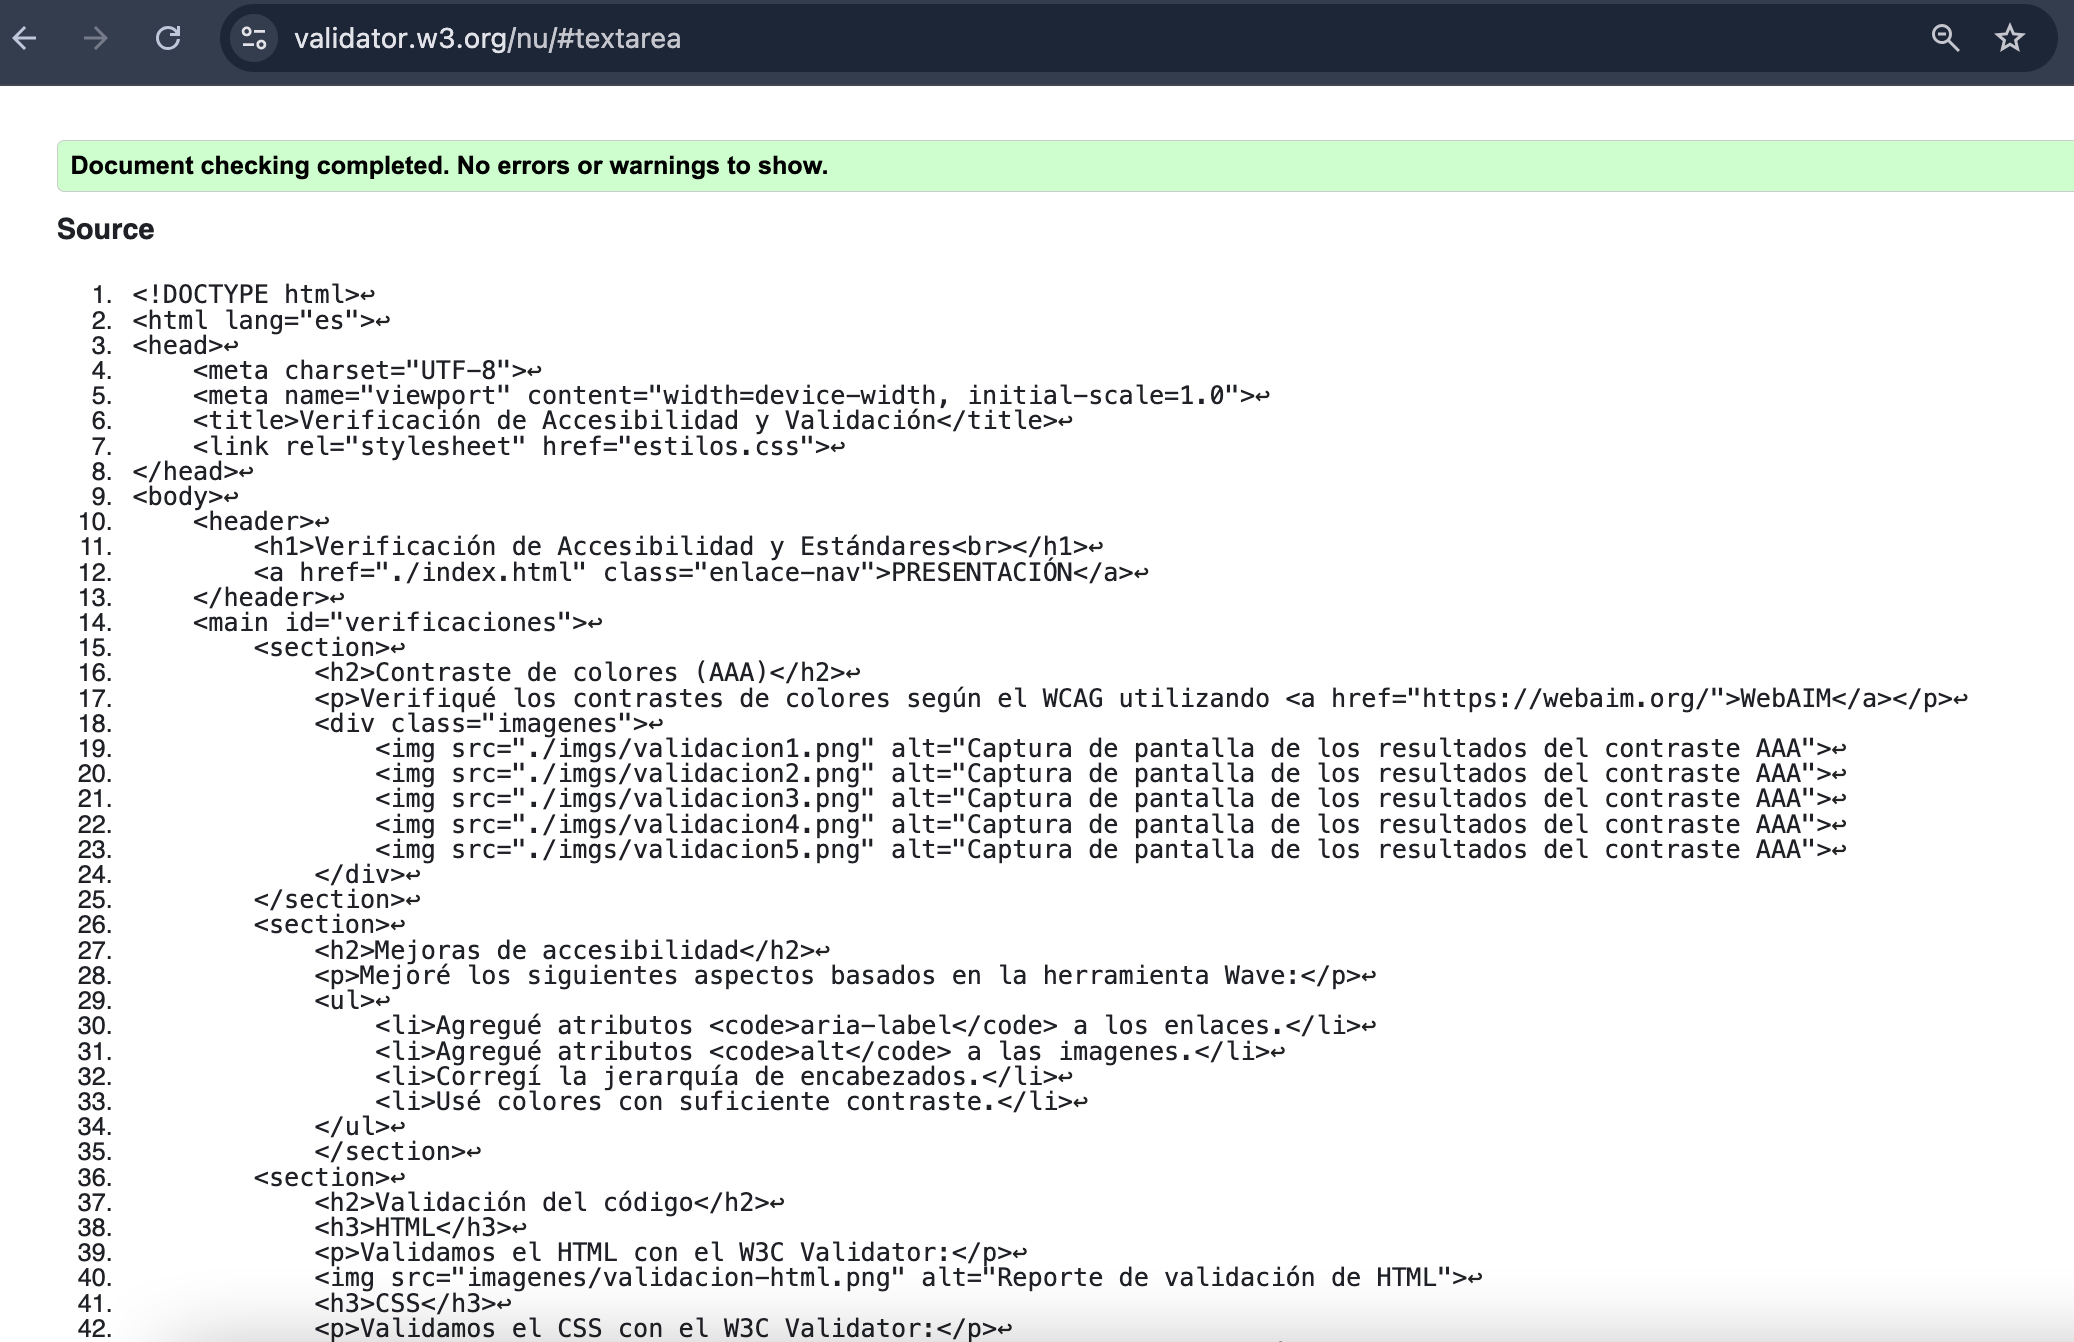 validator.w3.org/nu/#textarea
Document checking completed. No errors or warnings to show.
Source
1. <!DOCTYPE html>↩
2. <html lang="es">↩
3. <head>↩
4.     <meta charset="UTF-8">↩
5.     <meta name="viewport" content="width=device-width, initial-scale=1.0">↩
6.     <title>Verificación de Accesibilidad y Validación</title>↩
7.     <link rel="stylesheet" href="estilos.css">↩
8. </head>↩
9. <body>↩
10.     <header>↩
11.         <h1>Verificación de Accesibilidad y Estándares<br></h1>↩
12.         <a href="./index.html" class="enlace-nav">PRESENTACIÓN</a>↩
13.     </header>↩
14.     <main id="verificaciones">↩
15.         <section>↩
16.             <h2>Contraste de colores (AAA)</h2>↩
17.             <p>Verifiqué los contrastes de colores según el WCAG utilizando <a href="https://webaim.org/">WebAIM</a></p>↩
18.             <div class="imagenes">↩
19.                 <img src="./imgs/validacion1.png" alt="Captura de pantalla de los resultados del contraste AAA">↩
20.                 <img src="./imgs/validacion2.png" alt="Captura de pantalla de los resultados del contraste AAA">↩
21.                 <img src="./imgs/validacion3.png" alt="Captura de pantalla de los resultados del contraste AAA">↩
22.                 <img src="./imgs/validacion4.png" alt="Captura de pantalla de los resultados del contraste AAA">↩
23.                 <img src="./imgs/validacion5.png" alt="Captura de pantalla de los resultados del contraste AAA">↩
24.             </div>↩
25.         </section>↩
26.         <section>↩
27.             <h2>Mejoras de accesibilidad</h2>↩
28.             <p>Mejoré los siguientes aspectos basados en la herramienta Wave:</p>↩
29.             <ul>↩
30.                 <li>Agregué atributos <code>aria-label</code> a los enlaces.</li>↩
31.                 <li>Agregué atributos <code>alt</code> a las imagenes.</li>↩
32.                 <li>Corregí la jerarquía de encabezados.</li>↩
33.                 <li>Usé colores con suficiente contraste.</li>↩
34.             </ul>↩
35.             </section>↩
36.         <section>↩
37.             <h2>Validación del código</h2>↩
38.             <h3>HTML</h3>↩
39.             <p>Validamos el HTML con el W3C Validator:</p>↩
40.             <img src="imagenes/validacion-html.png" alt="Reporte de validación de HTML">↩
41.             <h3>CSS</h3>↩
42.             <p>Validamos el CSS con el W3C Validator:</p>↩